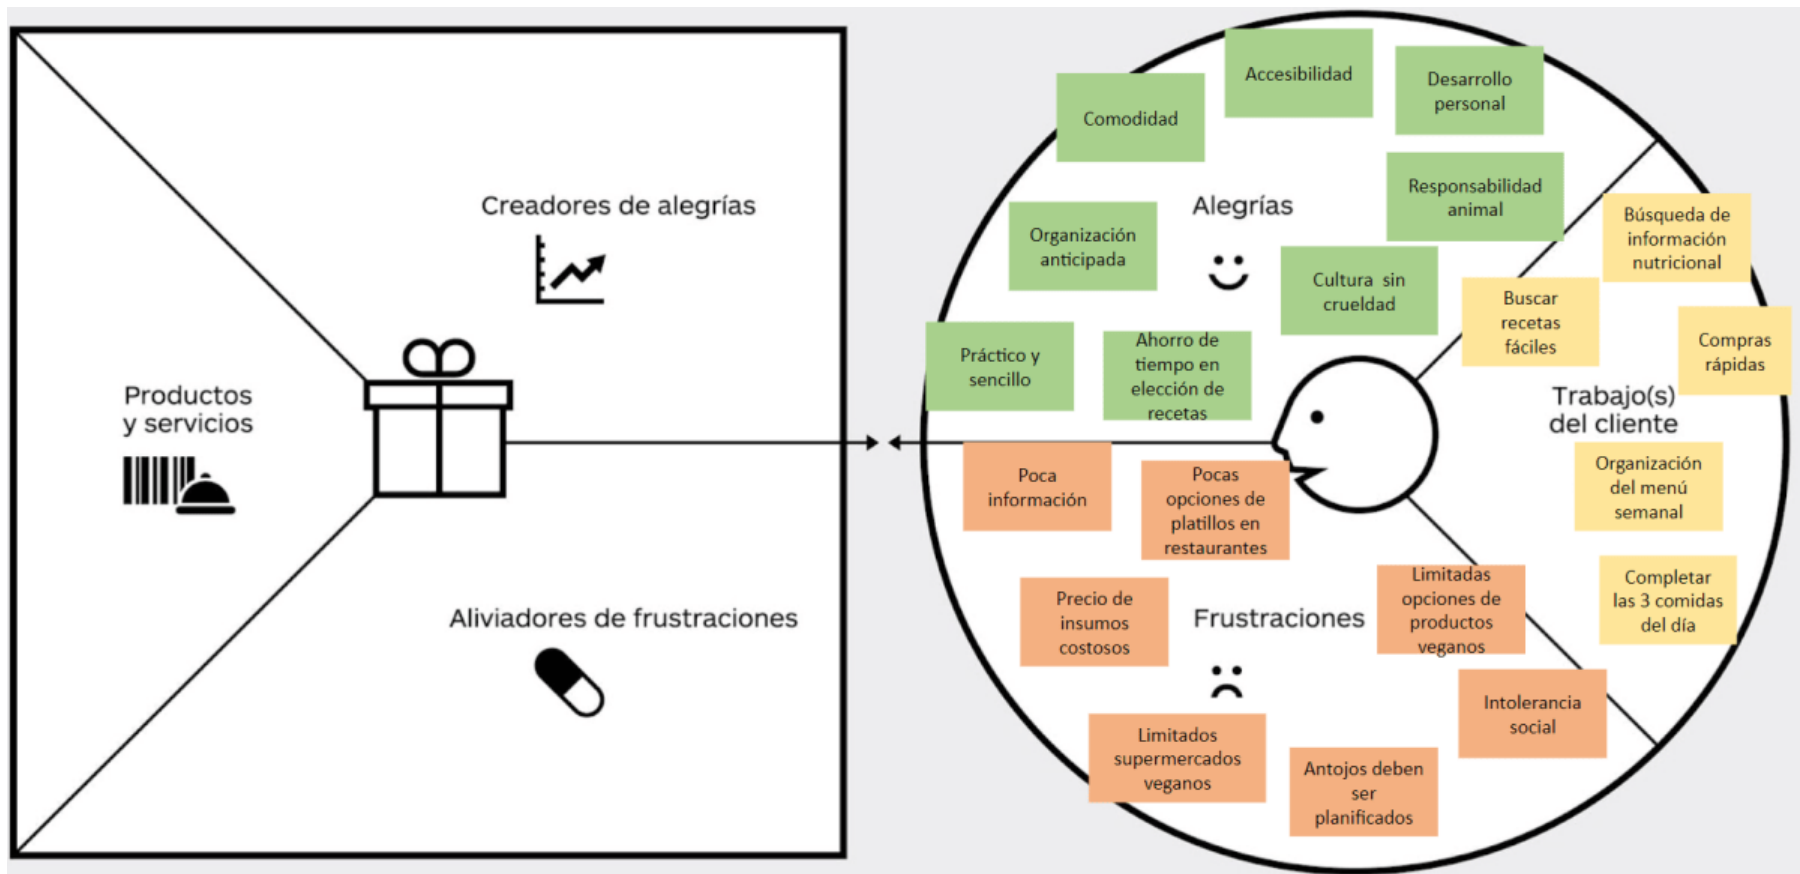 Creadores de alegrías
Productos
y servicios
Aliviadores de frustraciones
Accesibilidad
Desarrollo
personal
Comodidad
Responsabilidad
animal
Alegrías
Organización
anticipada
Cultura sin
crueldad
Práctico y
sencillo
Ahorro de
tiempo en
elección de
recetas
Búsqueda de
información
nutricional
Buscar
recetas
fáciles
Compras
rápidas
Trabajo(s)
del cliente
Organización
del menú
semanal
Completar
las 3 comidas
del día
Poca
información
Pocas
opciones de
platillos en
restaurantes
Precio de
insumos
costosos
Frustraciones
Limitadas
opciones de
productos
veganos
Intolerancia
social
Limitados
supermercados
veganos
Antojos deben
ser
planificados